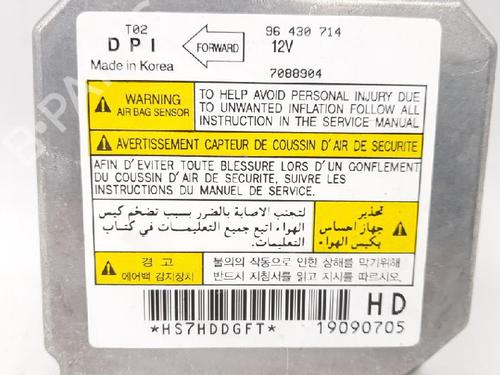 T02
96 430 714
DPI
FORWARD
12V
Made in Korea
7088904
WARNING
AIR BAG SENSOR
TO HELP AVOID PERSONAL INJURY DUE
TO UNWANTED INFLATION FOLLOW ALL
INSTRUCTION IN THE SERVICE MANUAL
AVERTISSEMENT CAPTEUR DE COUSSIN D'AIR DE SECURITE
AFIN D'EVITER TOUTE BLESSURE LORS D'UN GONFLEMENT
DU COUSSIN D'AIR DE SECURITE, SUIVRE LES
INSTRUCTIONS DU MANUEL DE SERVICE.
لتجنب الاصابة بالضرر بسبب تضخم كيس
الهواء اتبع جميع التعليمات في كتاب
التعليمات.
تحذير
جهاز احساس
بكيس الهواء
경 고
에어백 감지장치
불의의 작동으로 인한 상해를 막기위해
반드시 지침서를 읽고 지시를 따르십시오.
HD
*HS7HDDGFT*
19090705